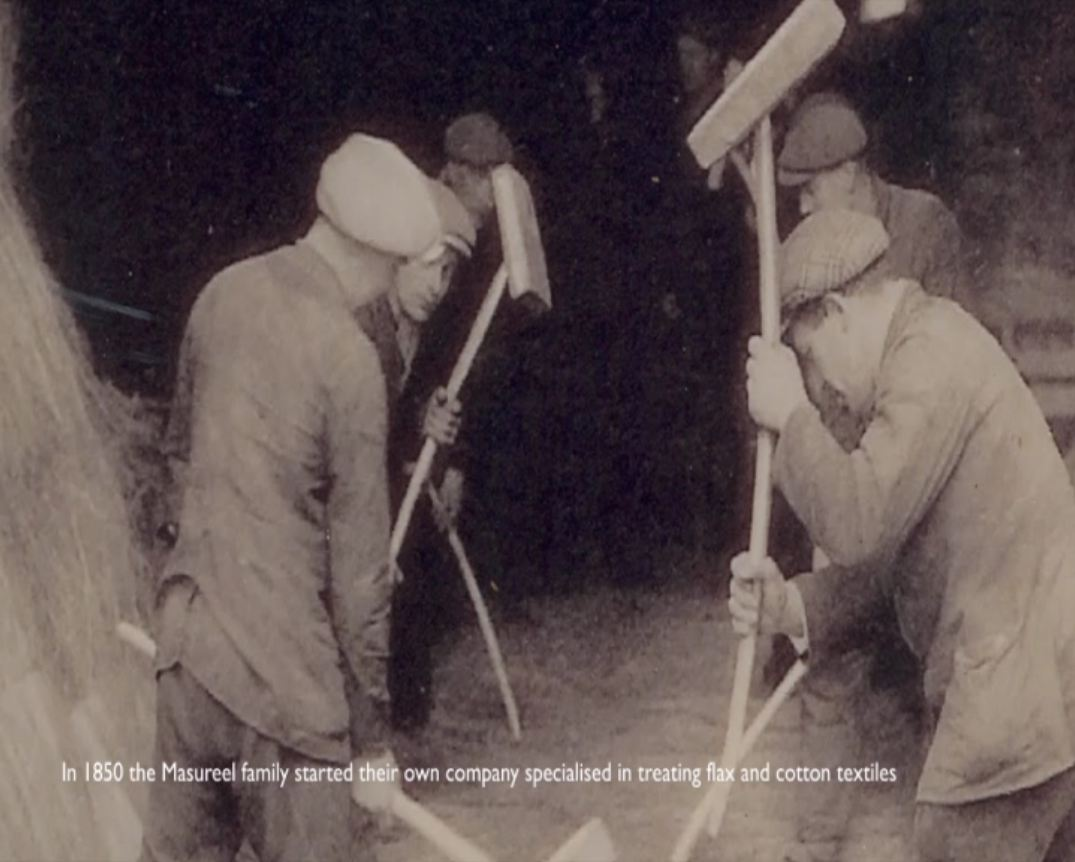 In 1850 the Masureel family started their own company specialised in treating flax and cotton textiles